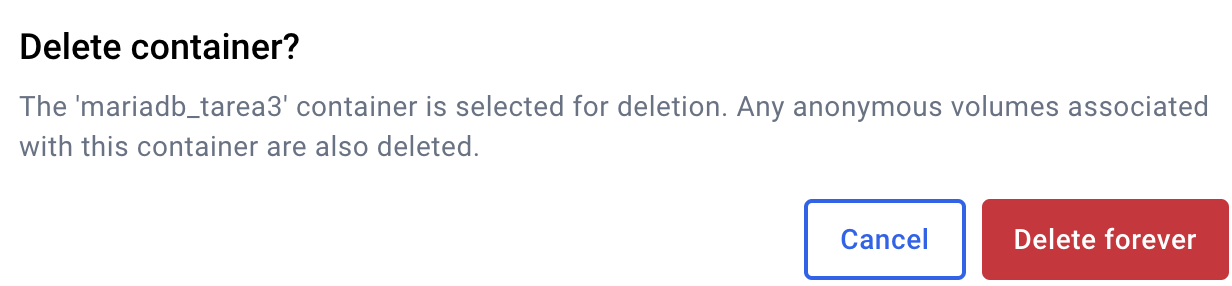 Delete container?
The 'mariadb_tarea3' container is selected for deletion. Any anonymous volumes associated
with this container are also deleted.
Cancel
Delete forever